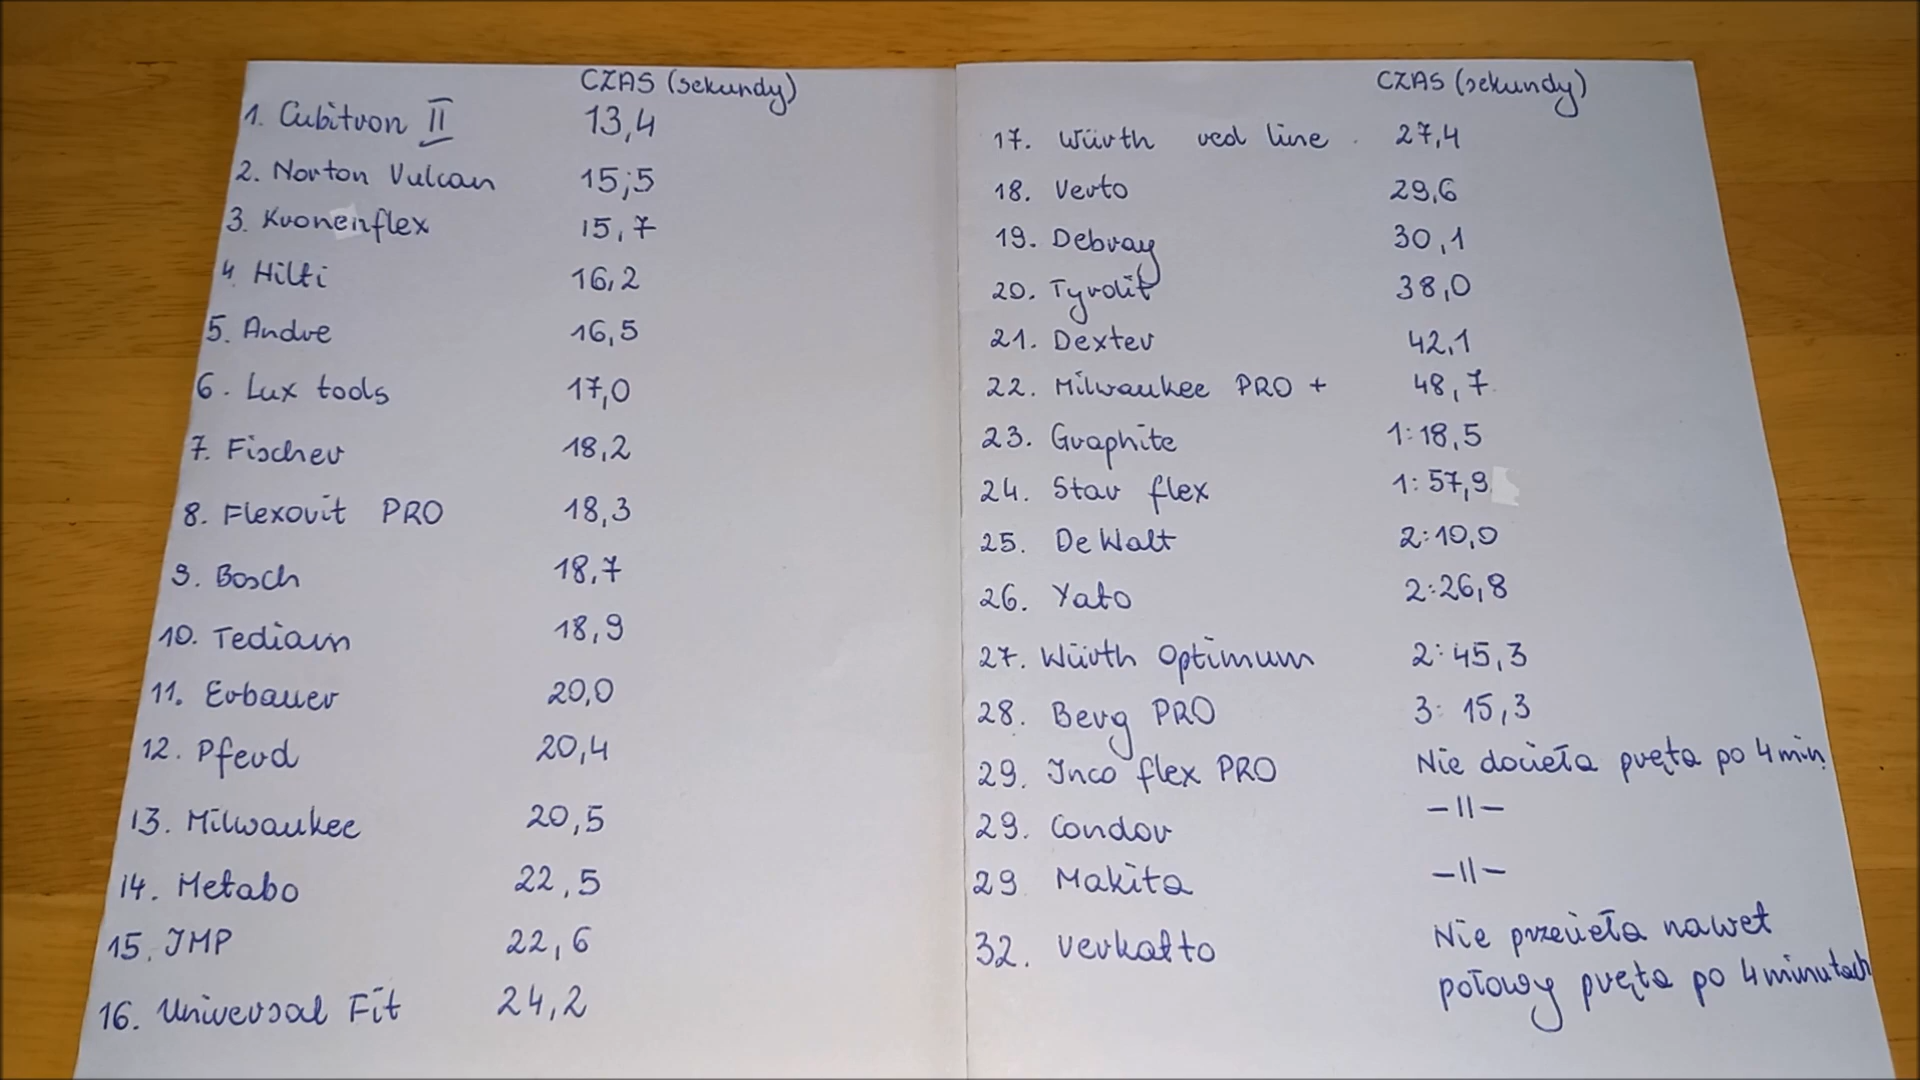 CZAS (sekundy)
1. Cubitron II 13,4
2. Norton Vulcan 15,5
3. Kronenflex 15,7
4 Hilti 16,2
5. Andre 16,5
6. Lux tools 17,0
7. Fischer 18,2
8. Flexovit PRO 18,3
9. Bosch 18,7
10. Tediam 18,9
11. Erbauer 20,0
12. Pferd 20,4
13. Milwaukee 20,5
14. Metabo 22,5
15. JMP 22,6
16. Universal Fit 24,2
CZAS (sekundy)
17. Würth red line 27,4
18. Verto 29,6
19. Debray 30,1
20. Tyrolit 38,0
21. Dexter 42,1
22. Milwaukee PRO + 48,7
23. Graphite 1:18,5
24. Star flex 1:57,9
25. DeWalt 2:10,0
26. Yato 2:26,8
27. Würth Optimum 2:45,3
28. Berg PRO 3:15,3
29. Inco flex PRO Nie docięła pręta po 4 min
29. Condor -||-
29 Makita -||-
32. Verkatto Nie przecięła nawet
połowy pręta po 4 minutach